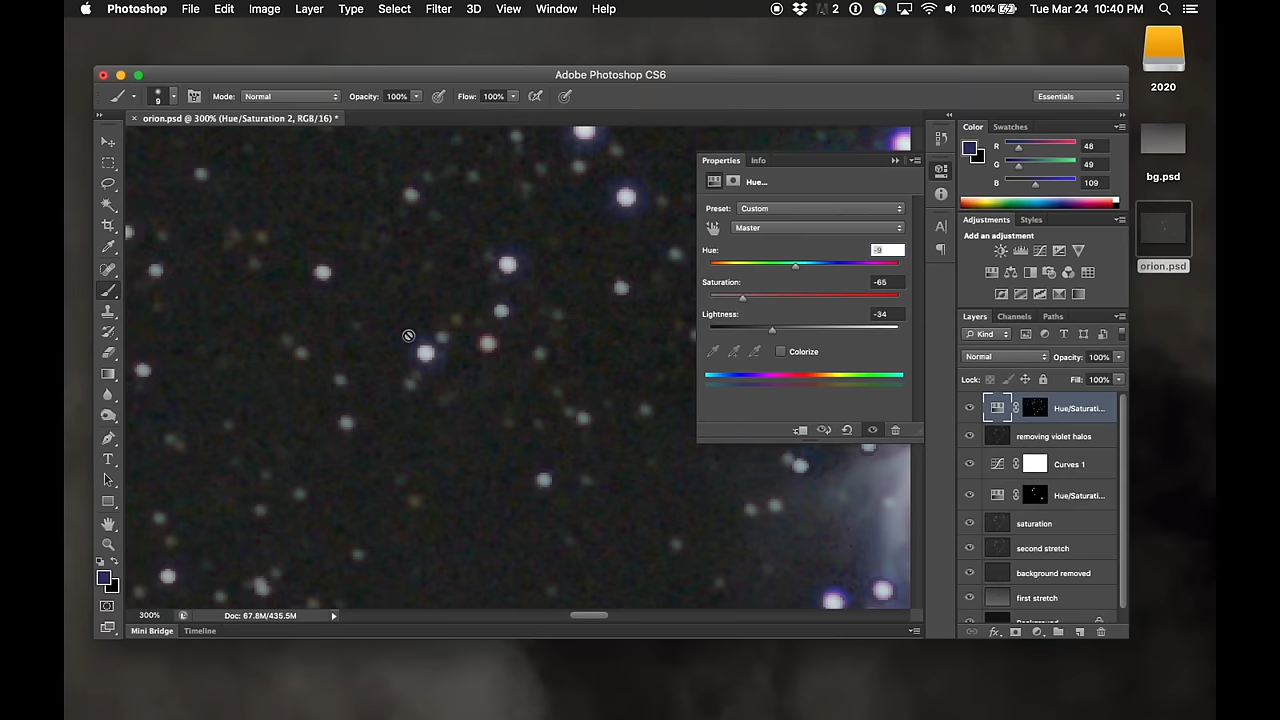 Photoshop File Edit Image Layer Type Select Filter 3D View Window Help 2 100% Tue Mar 24 10:40 PM
Adobe Photoshop CS6
9 Mode: Normal Opacity: 100% Flow: 100% Essentials
× orion.psd @ 300% (Hue/Saturation 2, RGB/16) *
2020
bg.psd
orion.psd
Properties Info
Hue...
Preset: Custom
Master
Hue: -9
Saturation: -65
Lightness: -34
Colorize
Color Swatches
R 48
G 49
B 109
Adjustments Styles
Add an adjustment
Layers Channels Paths
Kind
Normal Opacity: 100%
Lock: Fill: 100%
Hue/Saturati...
removing violet halos
Curves 1
Hue/Saturati...
saturation
second stretch
background removed
first stretch
Background
300% Doc: 67.8M/435.5M
Mini Bridge Timeline